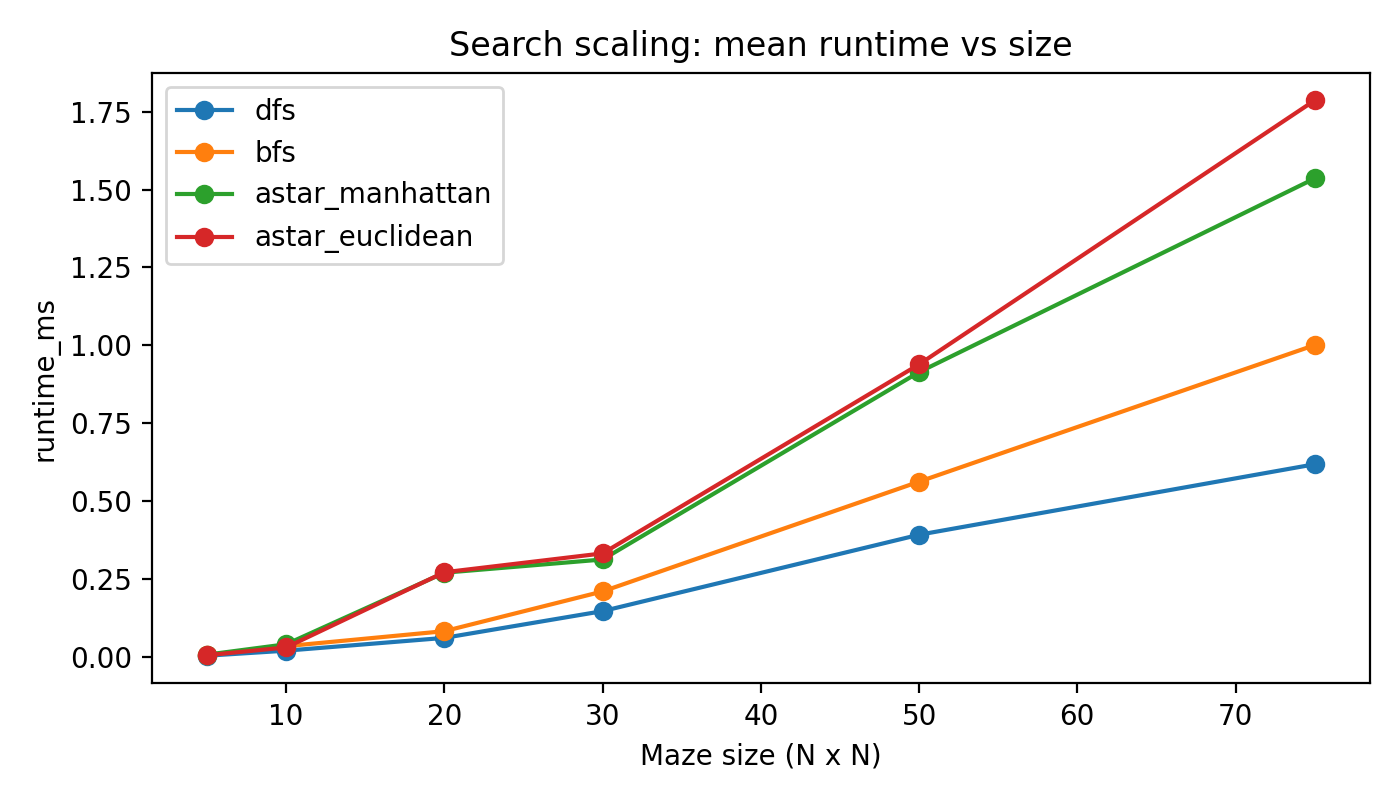 Search scaling: mean runtime vs size
dfs
bfs
astar_manhattan
astar_euclidean
runtime_ms
1.75
1.50
1.25
1.00
0.75
0.50
0.25
0.00
10 20 30 40 50 60 70
Maze size (N x N)